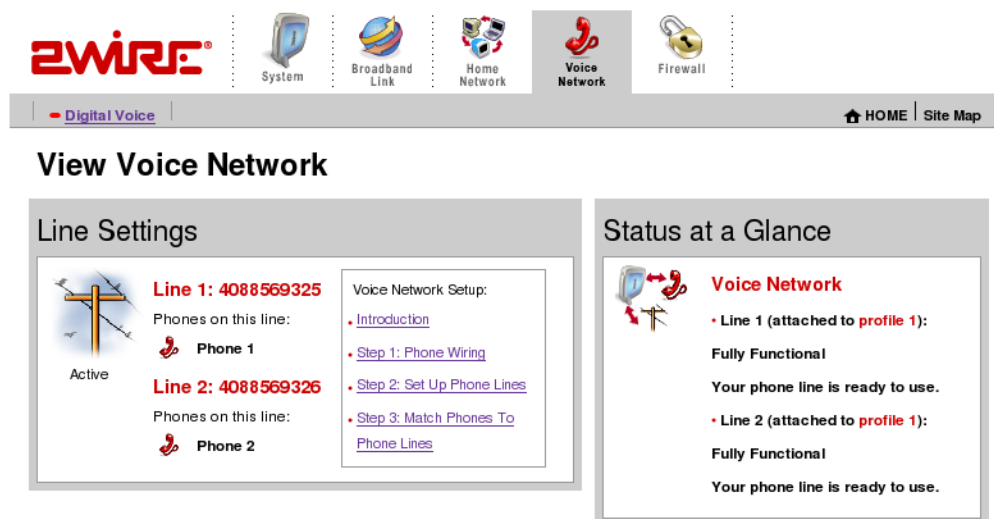 2WIRE®
System
Broadband
Link
Home
Network
Voice
Network
Firewall
Digital Voice
HOME
Site Map
View Voice Network
Line Settings
Active
Line 1: 4088569325
Phones on this line:
Phone 1
Line 2: 4088569326
Phones on this line:
Phone 2
Voice Network Setup:
• Introduction
• Step 1: Phone Wiring
• Step 2: Set Up Phone Lines
• Step 3: Match Phones To
Phone Lines
Status at a Glance
Voice Network
• Line 1 (attached to profile 1):
Fully Functional
Your phone line is ready to use.
• Line 2 (attached to profile 1):
Fully Functional
Your phone line is ready to use.